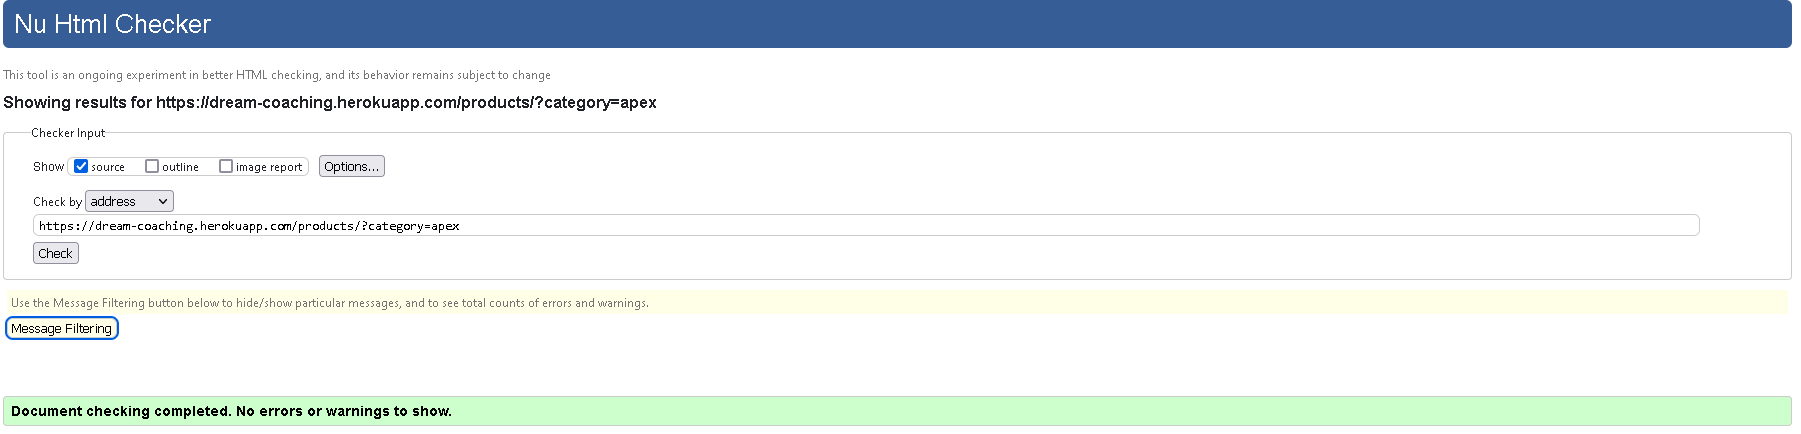 Nu Html Checker
This tool is an ongoing experiment in better HTML checking, and its behavior remains subject to change
Showing results for https://dream-coaching.herokuapp.com/products/?category=apex
Checker Input
Show source outline image report Options...
Check by address
https://dream-coaching.herokuapp.com/products/?category=apex
Check
Use the Message Filtering button below to hide/show particular messages, and to see total counts of errors and warnings.
Message Filtering
Document checking completed. No errors or warnings to show.